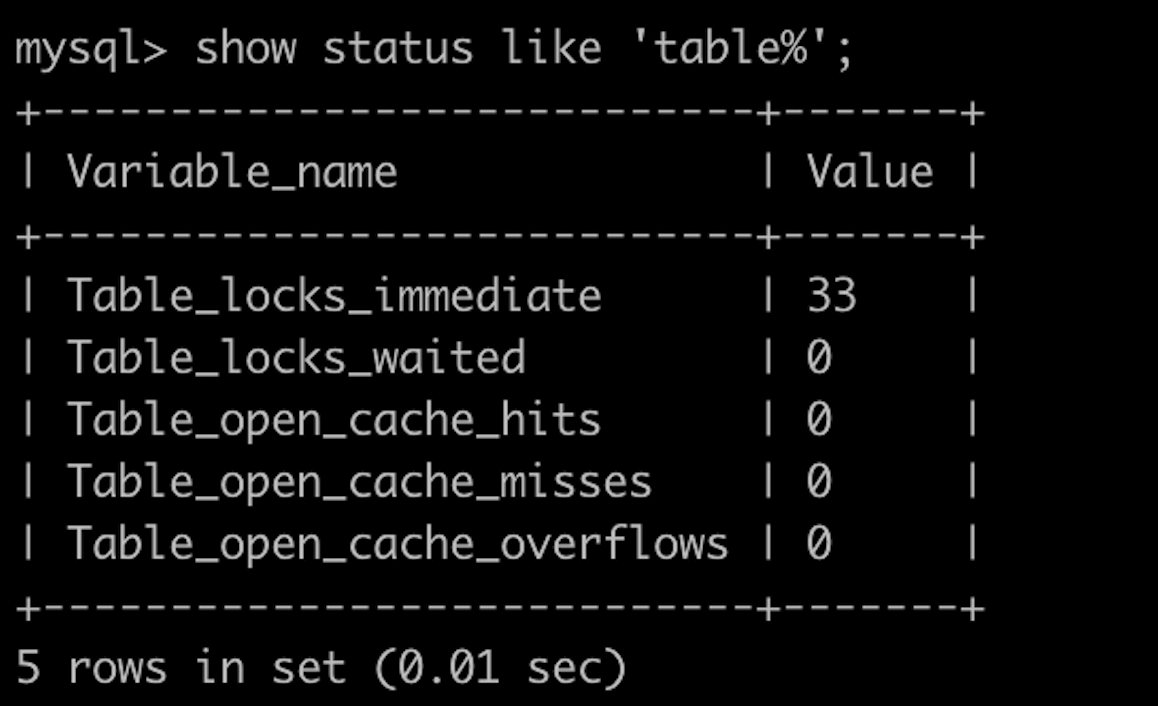 mysql> show status like 'table%';
+----------------------------+-------+
| Variable_name              | Value |
+----------------------------+-------+
| Table_locks_immediate      | 33    |
| Table_locks_waited         | 0     |
| Table_open_cache_hits      | 0     |
| Table_open_cache_misses    | 0     |
| Table_open_cache_overflows | 0     |
+----------------------------+-------+
5 rows in set (0.01 sec)